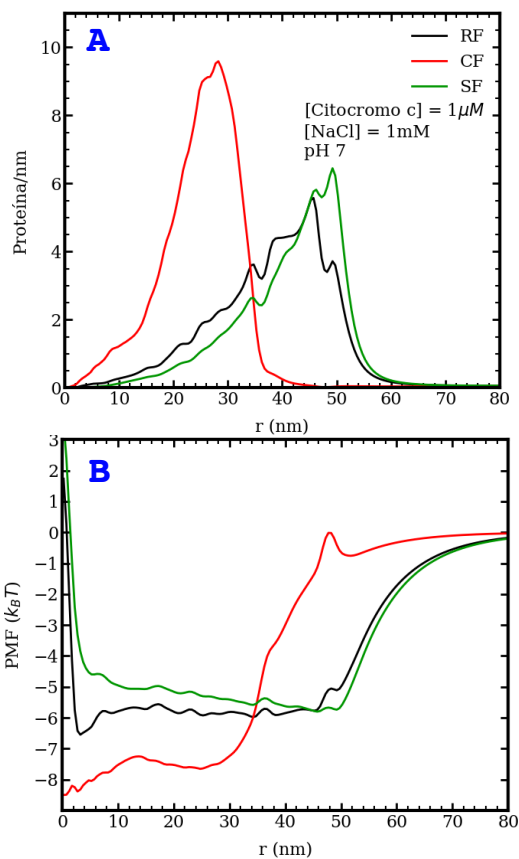 A
RF
CF
SF
[Citocromo c] = 1μM
[NaCl] = 1mM
pH 7
Proteína/nm
10
8
6
4
2
0
0 10 20 30 40 50 60 70 80
r (nm)
B
PMF (k_BT)
3
2
1
0
−1
−2
−3
−4
−5
−6
−7
−8
0 10 20 30 40 50 60 70 80
r (nm)